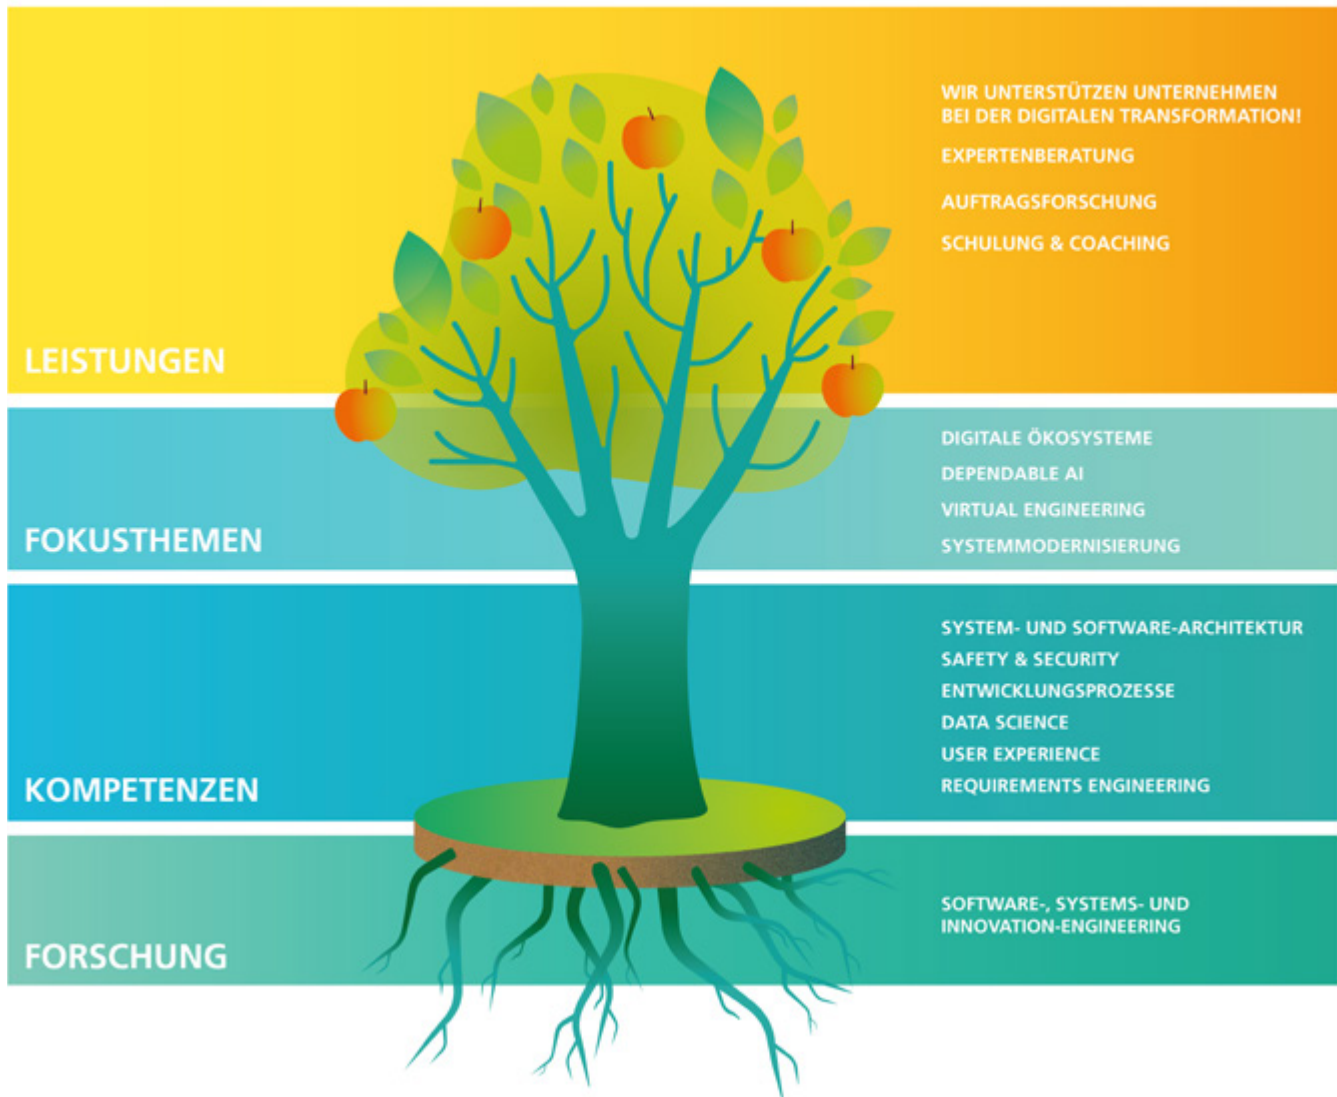 WIR UNTERSTÜTZEN UNTERNEHMEN
BEI DER DIGITALEN TRANSFORMATION!
EXPERTENBERATUNG
AUFTRAGSFORSCHUNG
SCHULUNG & COACHING
LEISTUNGEN
DIGITALE ÖKOSYSTEME
DEPENDABLE AI
VIRTUAL ENGINEERING
SYSTEMMODERNISIERUNG
FOKUSTHEMEN
SYSTEM- UND SOFTWARE-ARCHITEKTUR
SAFETY & SECURITY
ENTWICKLUNGSPROZESSE
DATA SCIENCE
USER EXPERIENCE
REQUIREMENTS ENGINEERING
KOMPETENZEN
SOFTWARE-, SYSTEMS- UND
INNOVATION-ENGINEERING
FORSCHUNG